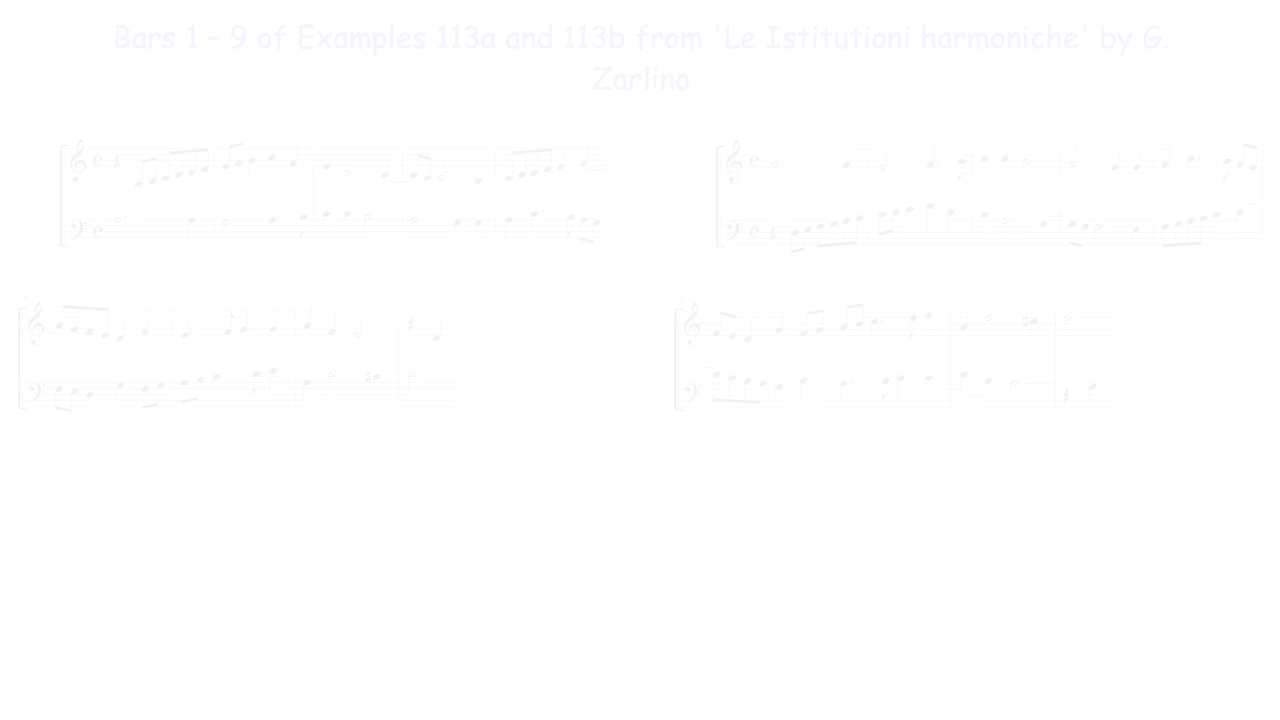 Bars 1 - 9 of Examples 113a and 113b from 'Le Istitutioni harmoniche' by G.
Zarlino